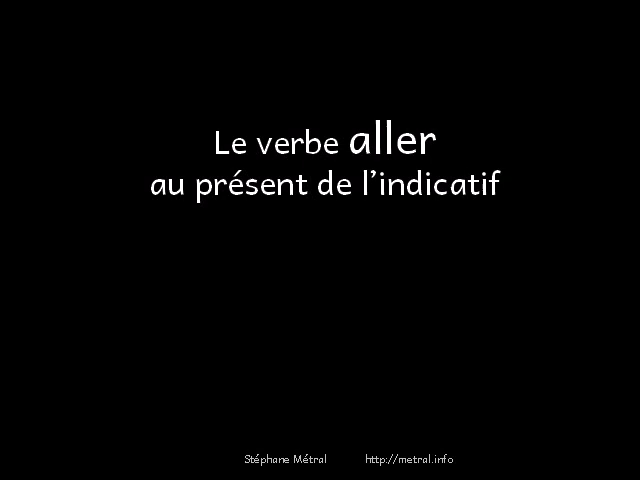 Le verbe aller
au présent de l’indicatif
Stéphane Métral http://metral.info